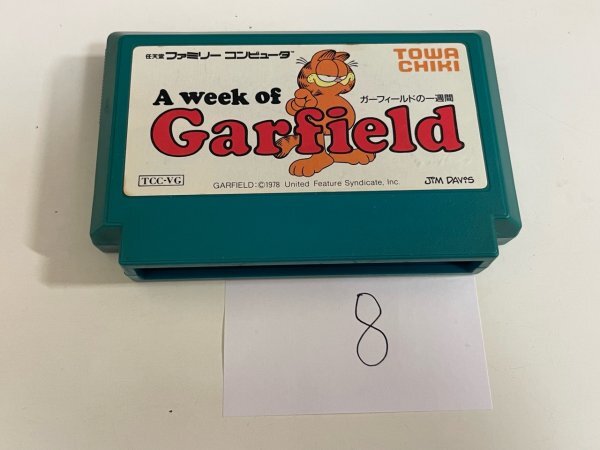 任天堂 ファミリー コンピュータ™
TOWA
CHIKI
A week of
ガーフィールドの一週間
Garfield
TCC-VG
GARFIELD:©1978 United Feature Syndicate, Inc.
JIM DAVIS
8